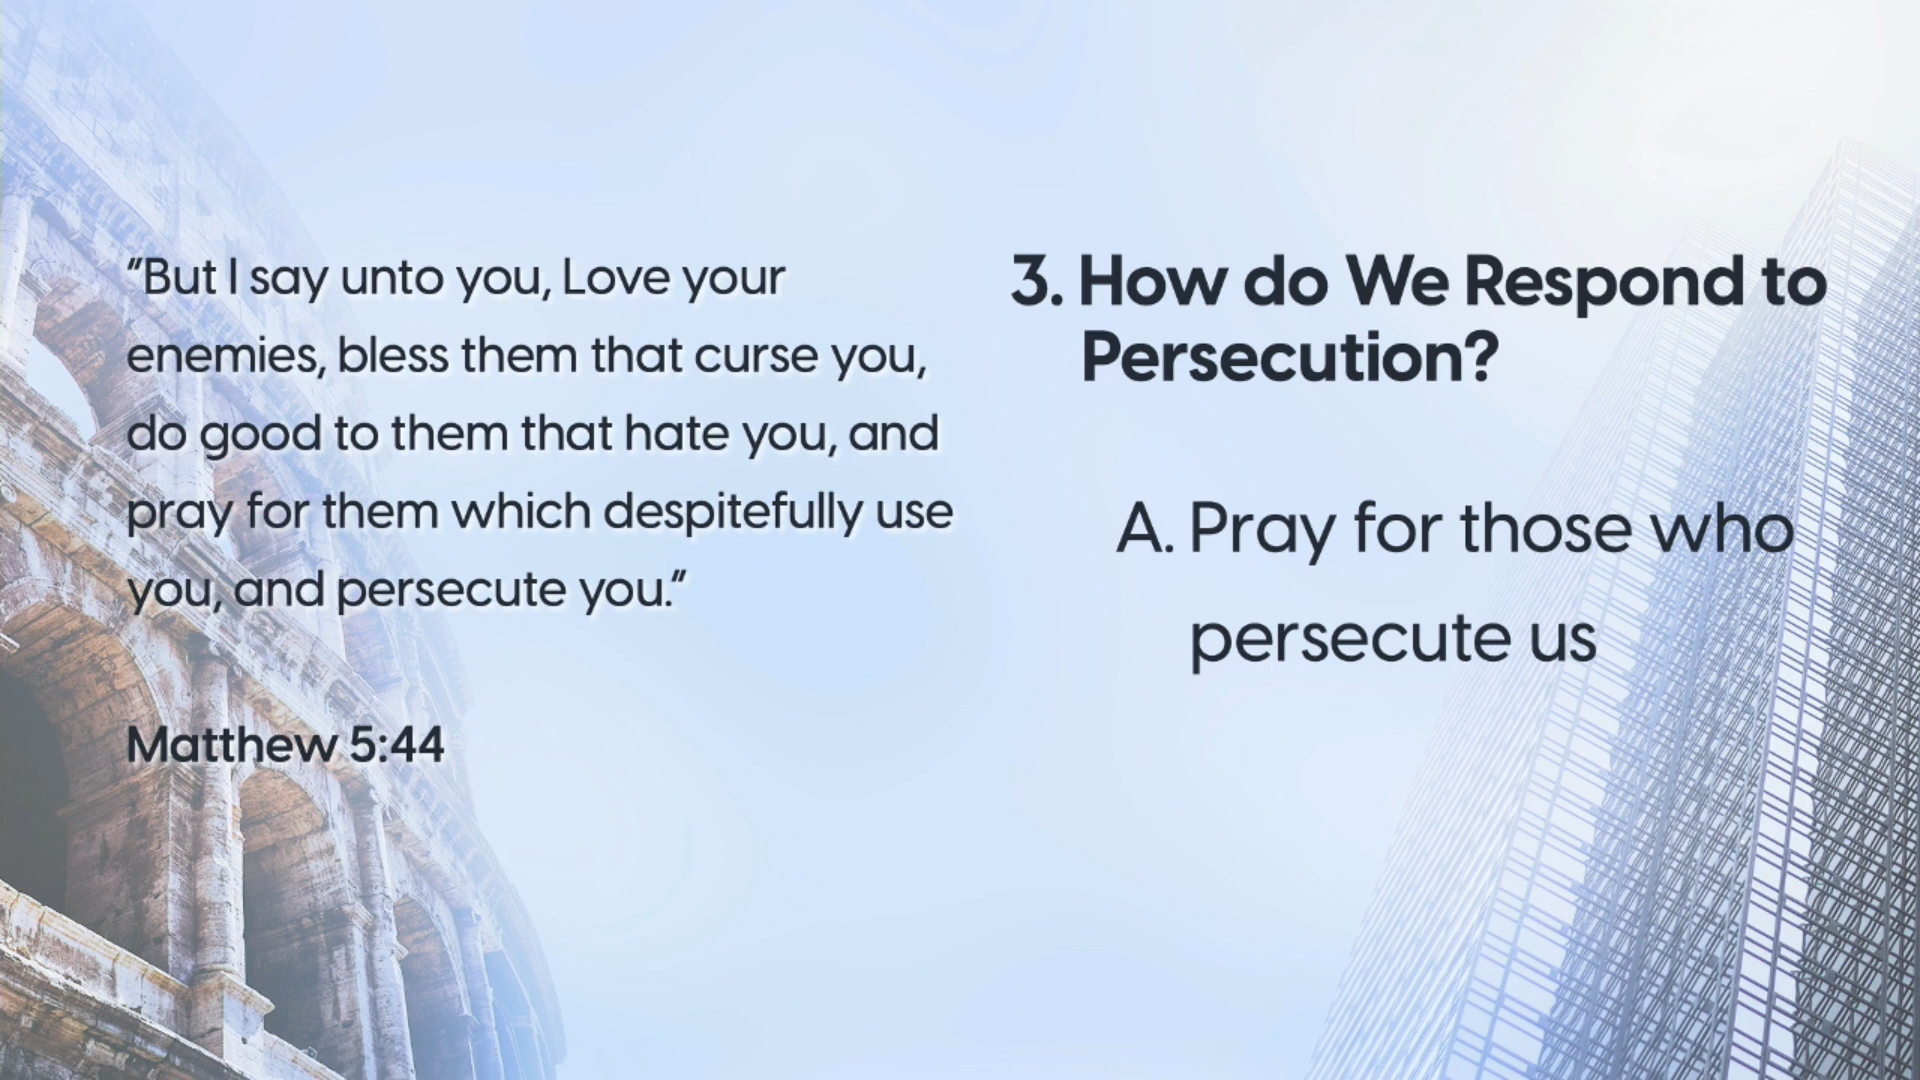 “But I say unto you, Love your
enemies, bless them that curse you,
do good to them that hate you, and
pray for them which despitefully use
you, and persecute you.”
Matthew 5:44
3. How do We Respond to
Persecution?
A. Pray for those who
persecute us